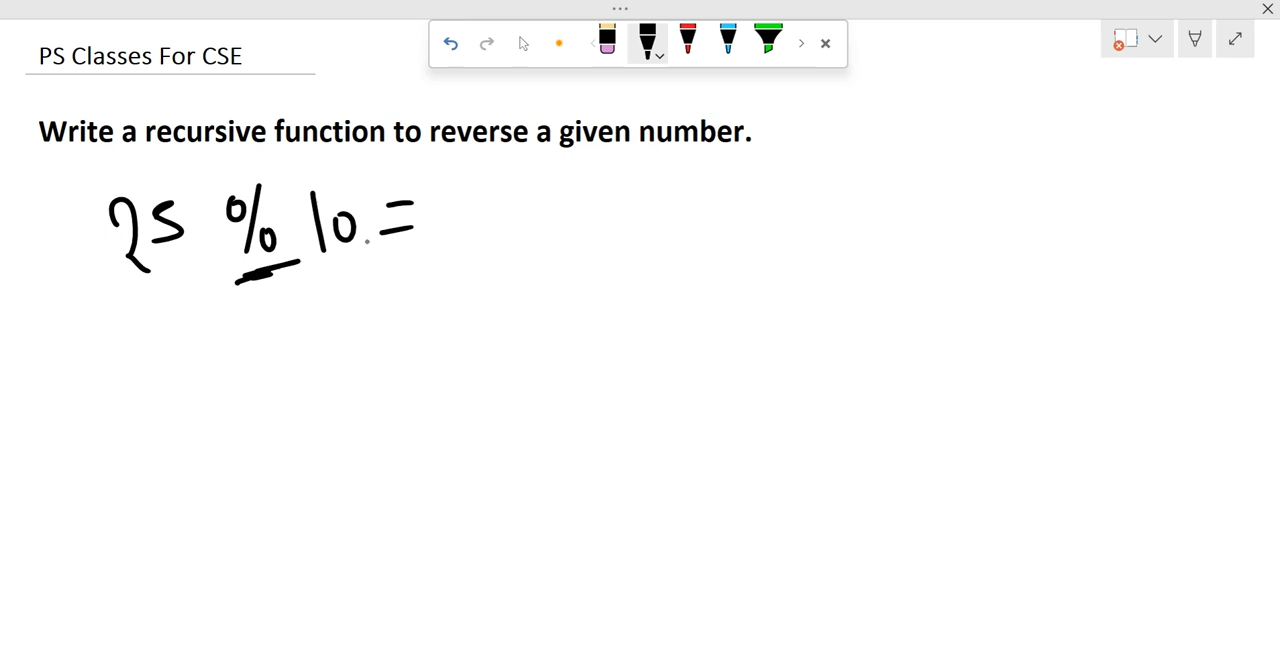 PS Classes For CSE
Write a recursive function to reverse a given number.
25 % 10 =